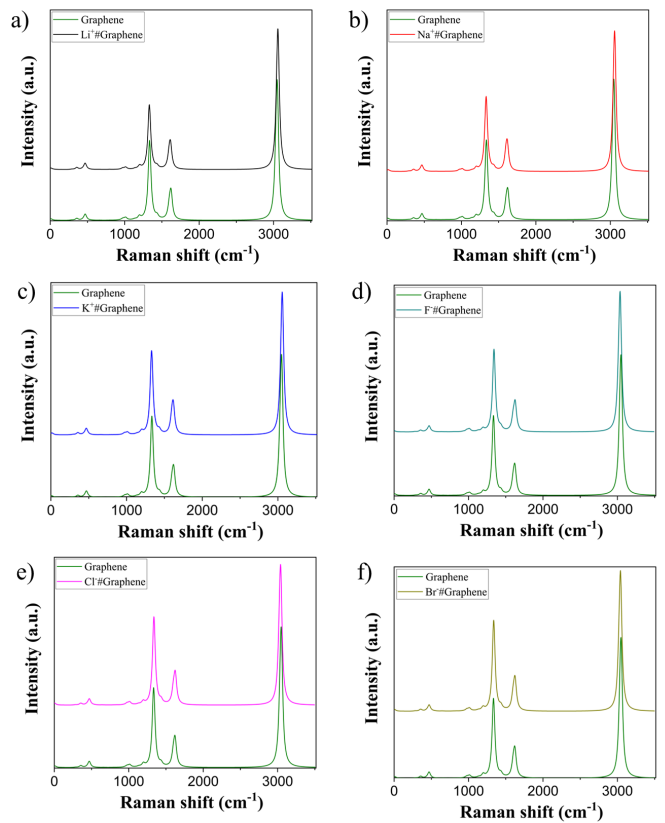 a)
Graphene
Li⁺#Graphene
Intensity (a.u.)
0 1000 2000 3000
Raman shift (cm⁻¹)
b)
Graphene
Na⁺#Graphene
Intensity (a.u.)
0 1000 2000 3000
Raman shift (cm⁻¹)
c)
Graphene
K⁺#Graphene
Intensity (a.u.)
0 1000 2000 3000
Raman shift (cm⁻¹)
d)
Graphene
F⁻#Graphene
Intensity (a.u.)
0 1000 2000 3000
Raman shift (cm⁻¹)
e)
Graphene
Cl⁻#Graphene
Intensity (a.u.)
0 1000 2000 3000
Raman shift (cm⁻¹)
f)
Graphene
Br⁻#Graphene
Intensity (a.u.)
0 1000 2000 3000
Raman shift (cm⁻¹)